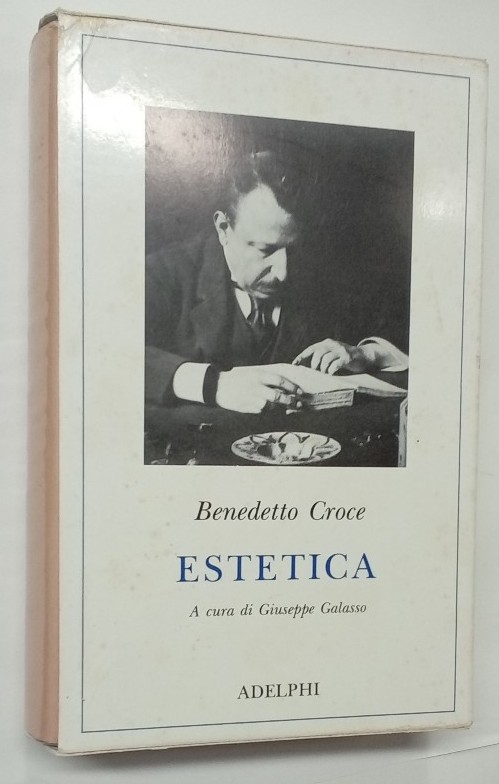 Benedetto Croce
ESTETICA
A cura di Giuseppe Galasso
ADELPHI